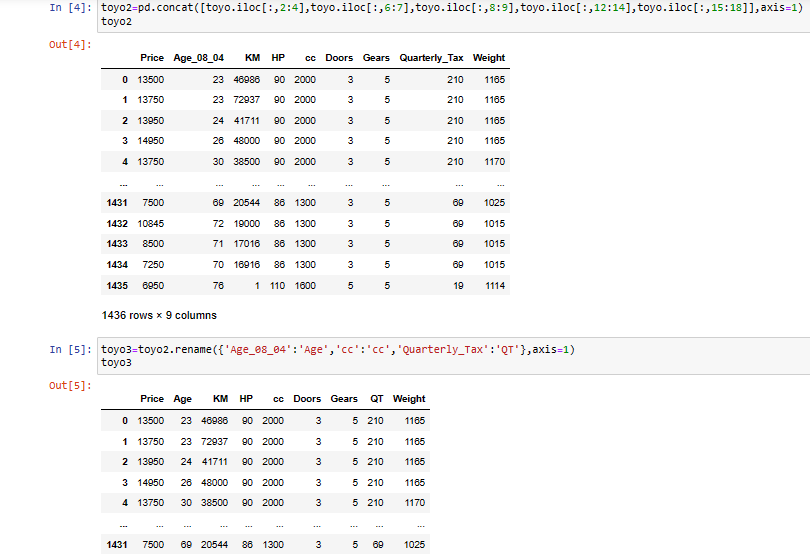 In [4]: toyo2=pd.concat([toyo.iloc[:,2:4],toyo.iloc[:,6:7],toyo.iloc[:,8:9],toyo.iloc[:,12:14],toyo.iloc[:,15:18]],axis=1)
toyo2
Out[4]:
Price Age_08_04 KM HP cc Doors Gears Quarterly_Tax Weight
0 13500 23 46986 90 2000 3 5 210 1165
1 13750 23 72937 90 2000 3 5 210 1165
2 13950 24 41711 90 2000 3 5 210 1165
3 14950 26 48000 90 2000 3 5 210 1165
4 13750 30 38500 90 2000 3 5 210 1170
... ... ... ... ... ... ... ... ... ...
1431 7500 69 20544 86 1300 3 5 69 1025
1432 10845 72 19000 86 1300 3 5 69 1015
1433 8500 71 17016 86 1300 3 5 69 1015
1434 7250 70 16916 86 1300 3 5 69 1015
1435 6950 76 1 110 1600 5 5 19 1114
1436 rows × 9 columns
In [5]: toyo3=toyo2.rename({'Age_08_04':'Age','cc':'cc','Quarterly_Tax':'QT'},axis=1)
toyo3
Out[5]:
Price Age KM HP cc Doors Gears QT Weight
0 13500 23 46986 90 2000 3 5 210 1165
1 13750 23 72937 90 2000 3 5 210 1165
2 13950 24 41711 90 2000 3 5 210 1165
3 14950 26 48000 90 2000 3 5 210 1165
4 13750 30 38500 90 2000 3 5 210 1170
... ... ... ... ... ... ... ... ... ...
1431 7500 69 20544 86 1300 3 5 69 1025